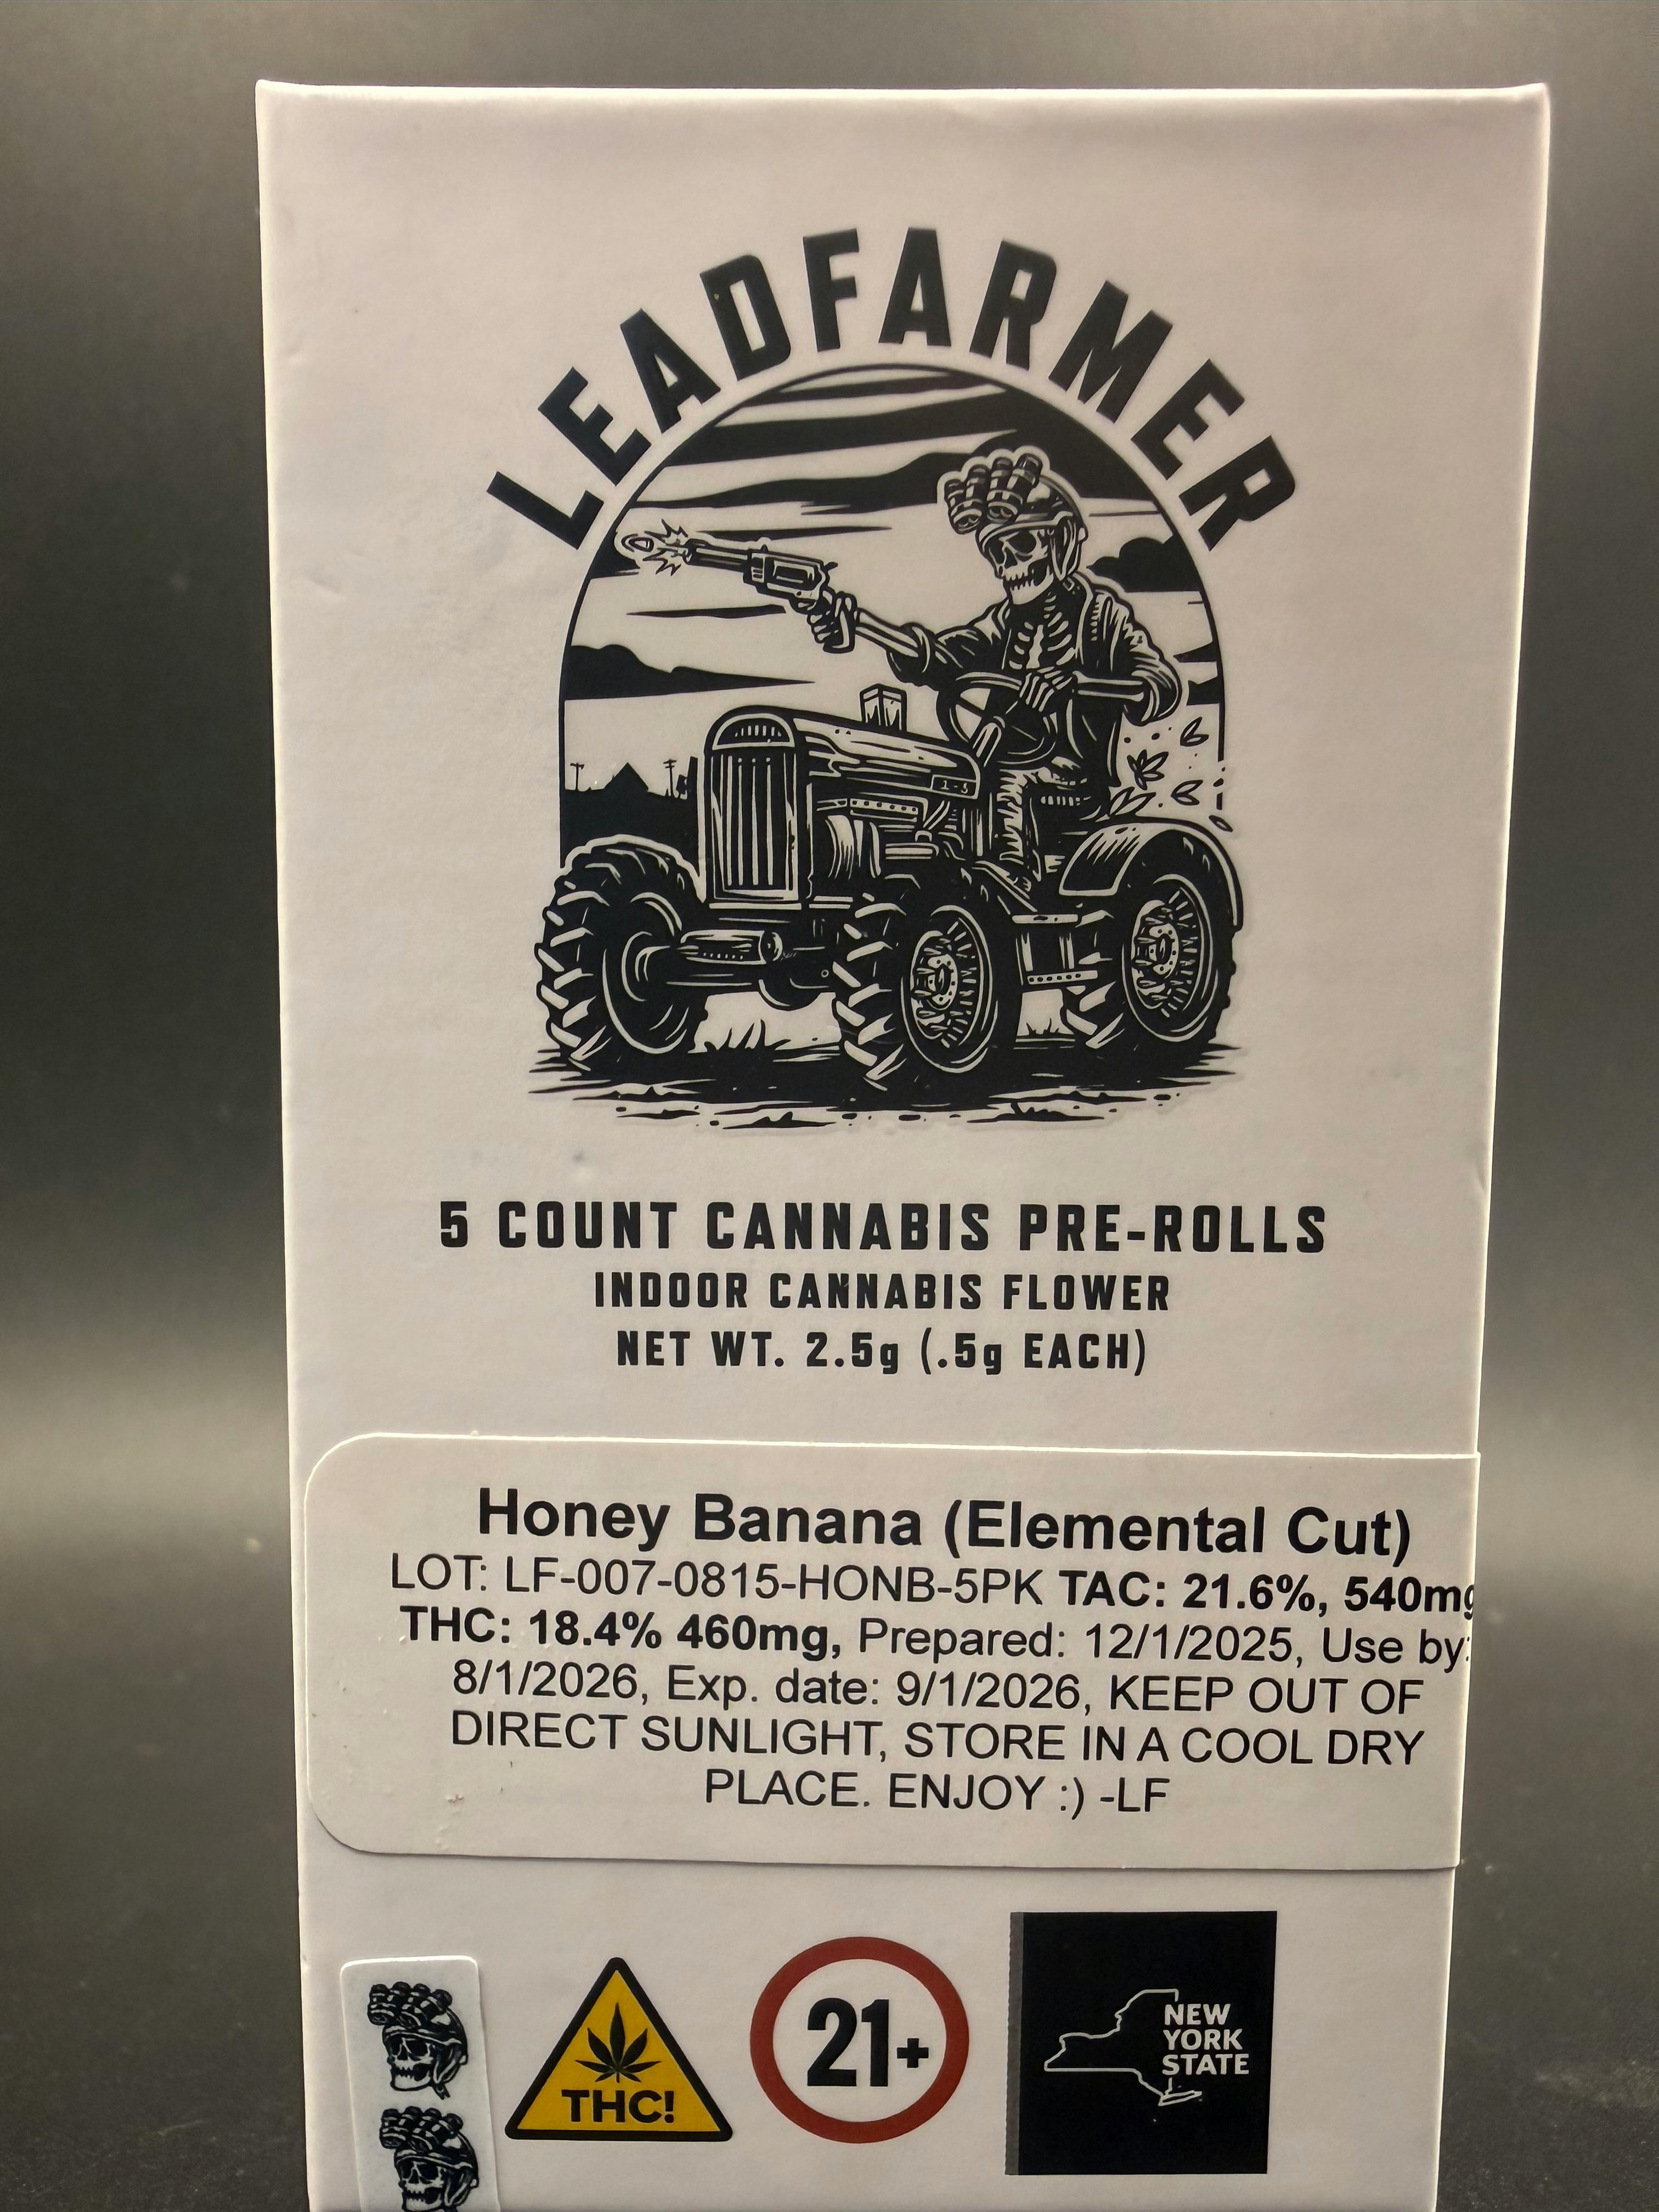 LEADFARMER
5 COUNT CANNABIS PRE-ROLLS
INDOOR CANNABIS FLOWER
NET WT. 2.5g (.5g EACH)
Honey Banana (Elemental Cut)
LOT: LF-007-0815-HONB-5PK TAC: 21.6%, 540mg
THC: 18.4% 460mg, Prepared: 12/1/2025, Use by:
8/1/2026, Exp. date: 9/1/2026, KEEP OUT OF
DIRECT SUNLIGHT, STORE IN A COOL DRY
PLACE. ENJOY :) -LF
THC!
21+
NEW
YORK
STATE